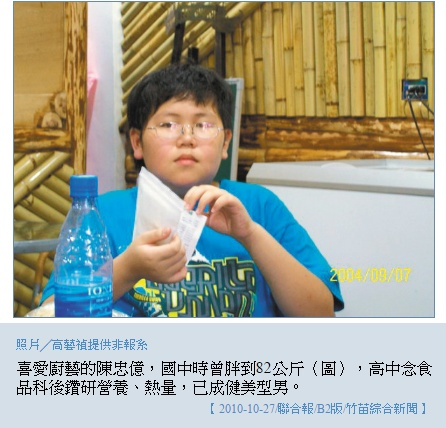 2004/09/07
照片／高藝禎提供非報系
喜愛廚藝的陳忠億，國中時曾胖到82公斤（圖），高中念食
品科後鑽研營養、熱量，已成健美型男。
【 2010-10-27/聯合報/B2版/竹苗綜合新聞】